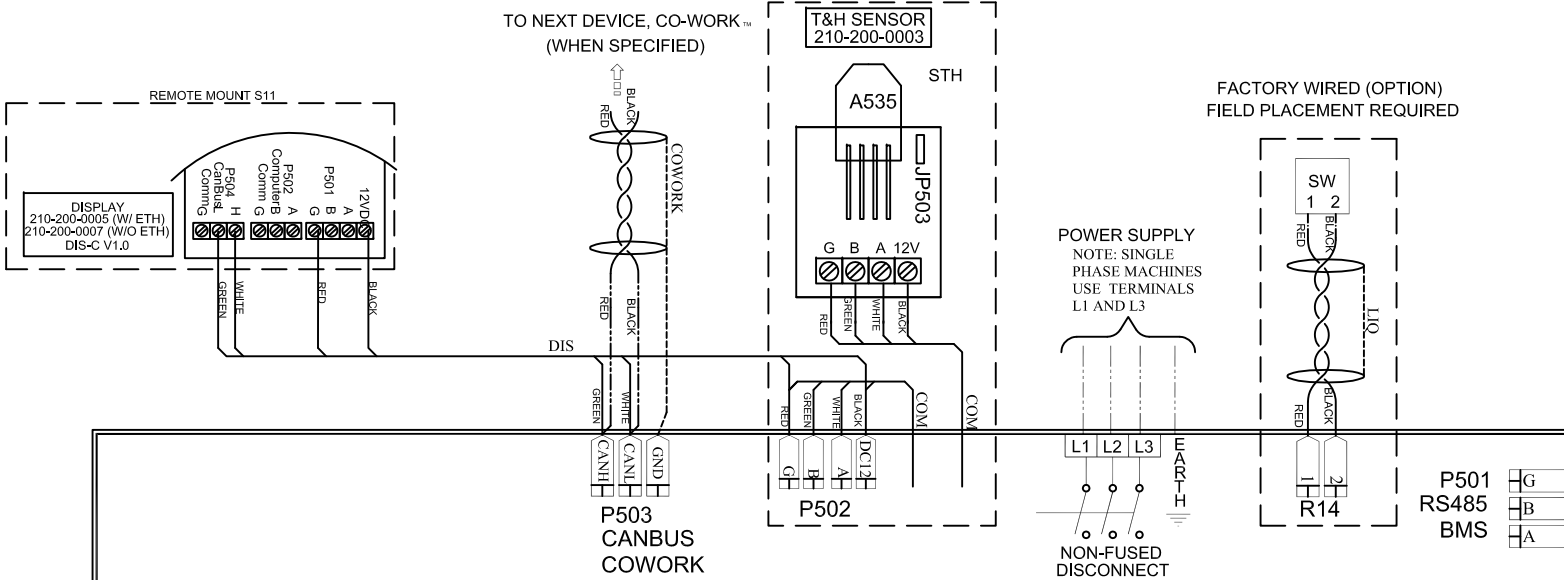 TO NEXT DEVICE, CO-WORK ™
(WHEN SPECIFIED)
T&H SENSOR
210-200-0003
STH
A535
JP503
G B A 12V
RED
GREEN
WHITE
BLACK
REMOTE MOUNT S11
DISPLAY
210-200-0005 (W/ ETH)
210-200-0007 (W/O ETH)
DIS-C V1.0
P504
CanBus
Comm
G L H
P502
Computer
Comm
G B A
P501
G B A
12VDC
GREEN
WHITE
RED
BLACK
RED
BLACK
COWORK
RED
BLACK
DIS
GREEN
WHITE
CANH
CANL
GND
P503
CANBUS
COWORK
RED
GREEN
WHITE
BLACK
COM
COM
G
B
A
DC12
P502
POWER SUPPLY
NOTE: SINGLE
PHASE MACHINES
USE TERMINALS
L1 AND L3
L1 L2 L3
EARTH
NON-FUSED
DISCONNECT
FACTORY WIRED (OPTION)
FIELD PLACEMENT REQUIRED
SW
1 2
RED
BLACK
LIQ
RED
BLACK
1
2
R14
P501
RS485
BMS
G
B
A